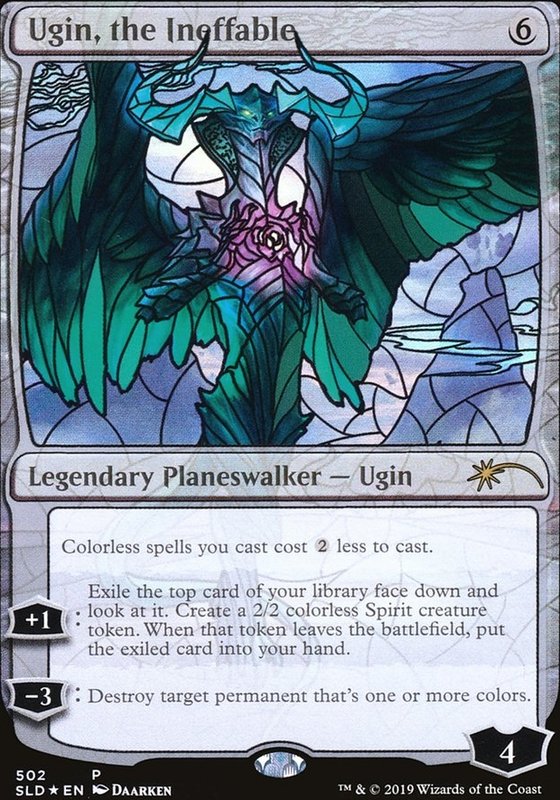 Ugin, the Ineffable 6
Legendary Planeswalker — Ugin
Colorless spells you cast cost 2 less to cast.
+1 : Exile the top card of your library face down and
look at it. Create a 2/2 colorless Spirit creature
token. When that token leaves the battlefield, put
the exiled card into your hand.
−3 : Destroy target permanent that's one or more colors.
4
502 P
SLD ★ EN Daarken
™ & © 2019 Wizards of the Coast